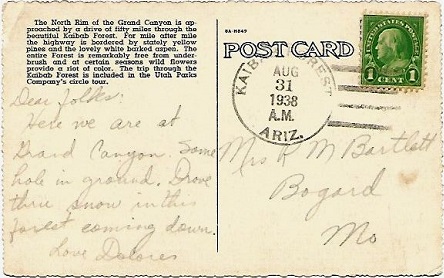 The North Rim of the Grand Canyon is ap-
proached by a drive of fifty miles through the
beautiful Kaibab Forest. For mile after mile
the highway is bordered by stately yellow
pines and the lovely white barked aspen. The
entire Forest is remarkably free from under-
brush and at certain seasons wild flowers
provide a riot of color. The trip through the
Kaibab Forest is included in the Utah Parks
Company's circle tour.
Dear folks.
Here we are at
Grand Canyon. Some
hole in ground. Drove
thru snow in this
forest coming down.
Love Dolores
8A-H849
POST CARD
KAIBAB FOREST
AUG
31
1938
A.M.
ARIZ.
1 CENT 1
Mrs R M Bartlett
Bogard
Mo